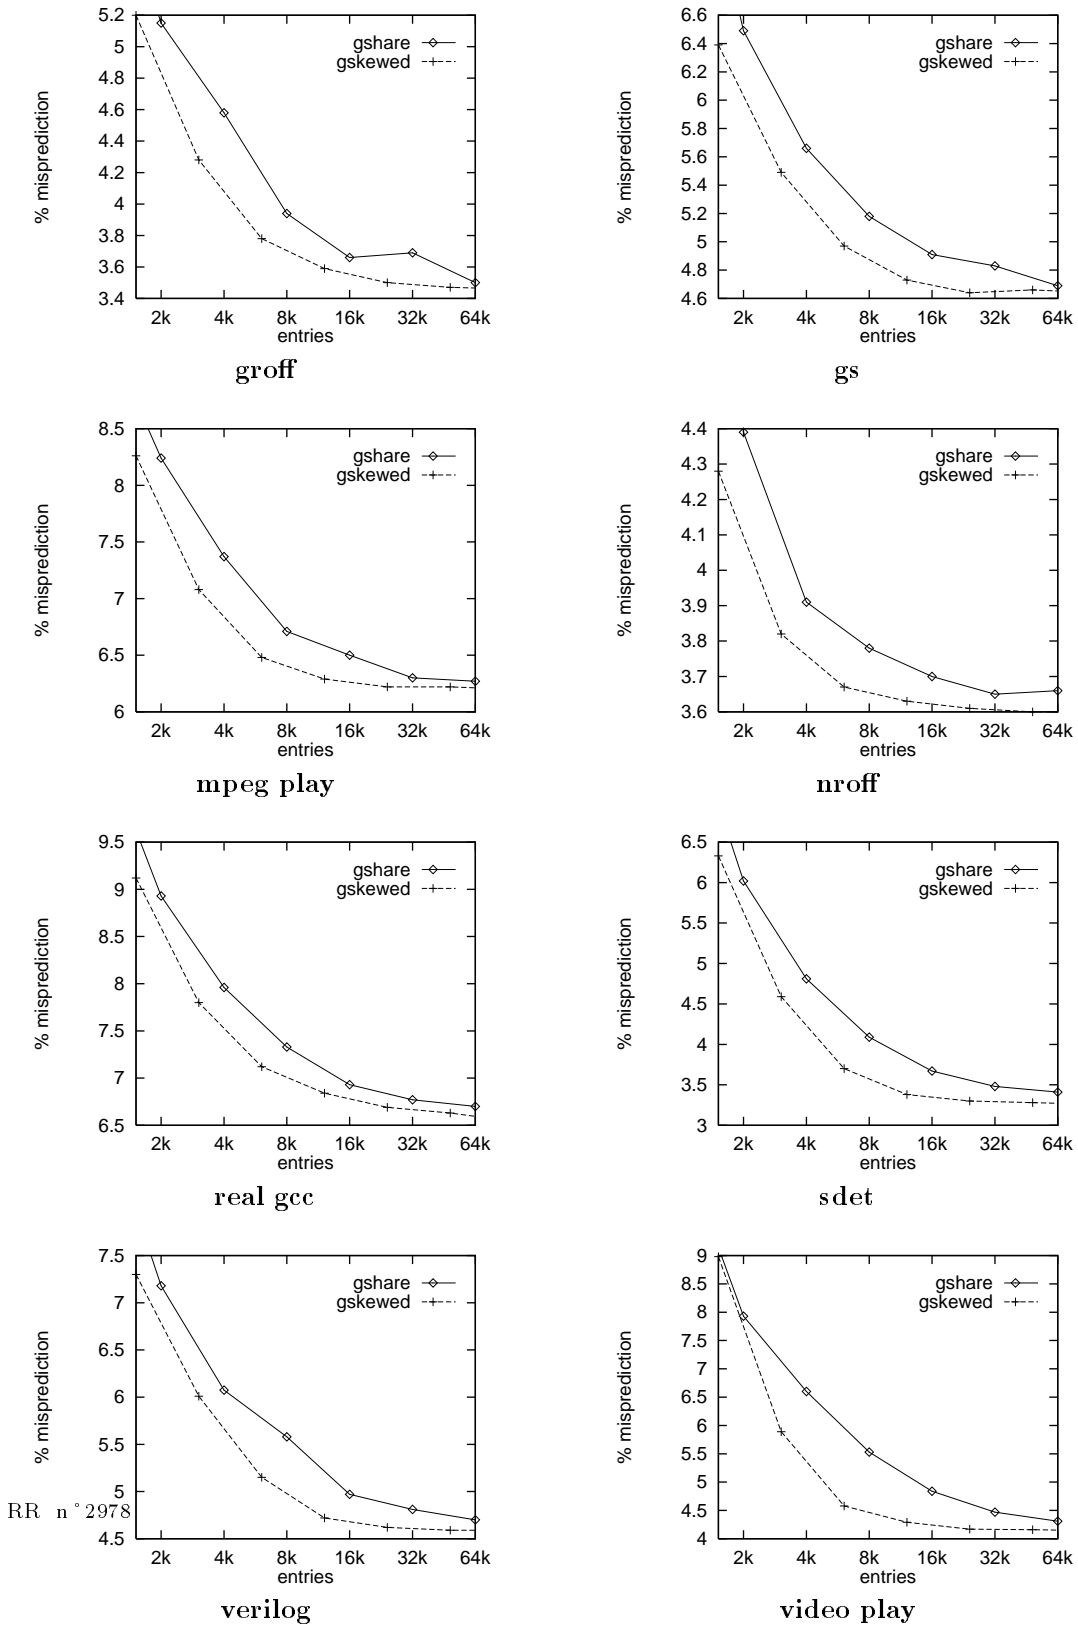 5.2
5
4.8
4.6
4.4
4.2
4
3.8
3.6
3.4
% misprediction
gshare
gskewed
2k 4k 8k 16k 32k 64k
entries
groff
6.6
6.4
6.2
6
5.8
5.6
5.4
5.2
5
4.8
4.6
% misprediction
gshare
gskewed
2k 4k 8k 16k 32k 64k
entries
gs
8.5
8
7.5
7
6.5
6
% misprediction
gshare
gskewed
2k 4k 8k 16k 32k 64k
entries
mpeg play
4.4
4.3
4.2
4.1
4
3.9
3.8
3.7
3.6
% misprediction
gshare
gskewed
2k 4k 8k 16k 32k 64k
entries
nroff
9.5
9
8.5
8
7.5
7
6.5
% misprediction
gshare
gskewed
2k 4k 8k 16k 32k 64k
entries
real gcc
6.5
6
5.5
5
4.5
4
3.5
3
% misprediction
gshare
gskewed
2k 4k 8k 16k 32k 64k
entries
sdet
7.5
7
6.5
6
5.5
5
4.5
% misprediction
gshare
gskewed
2k 4k 8k 16k 32k 64k
entries
verilog
9
8.5
8
7.5
7
6.5
6
5.5
5
4.5
4
% misprediction
gshare
gskewed
2k 4k 8k 16k 32k 64k
entries
video play
RR n°2978